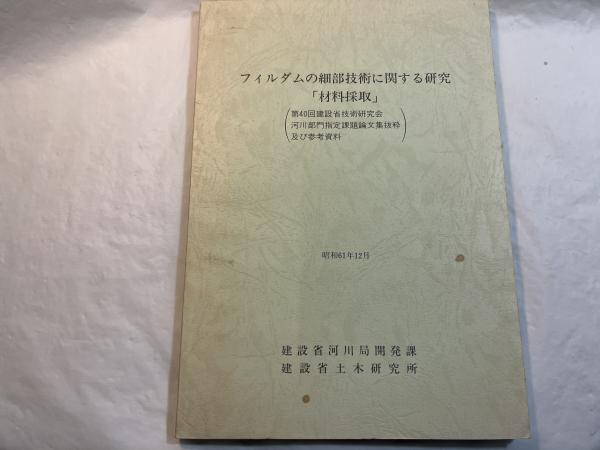 フィルダムの細部技術に関する研究
「材料採取」
(第40回建設省技術研究会
河川部門指定課題論文集抜粋
及び参考資料)
昭和61年12月
建設省河川局開発課
建設省土木研究所